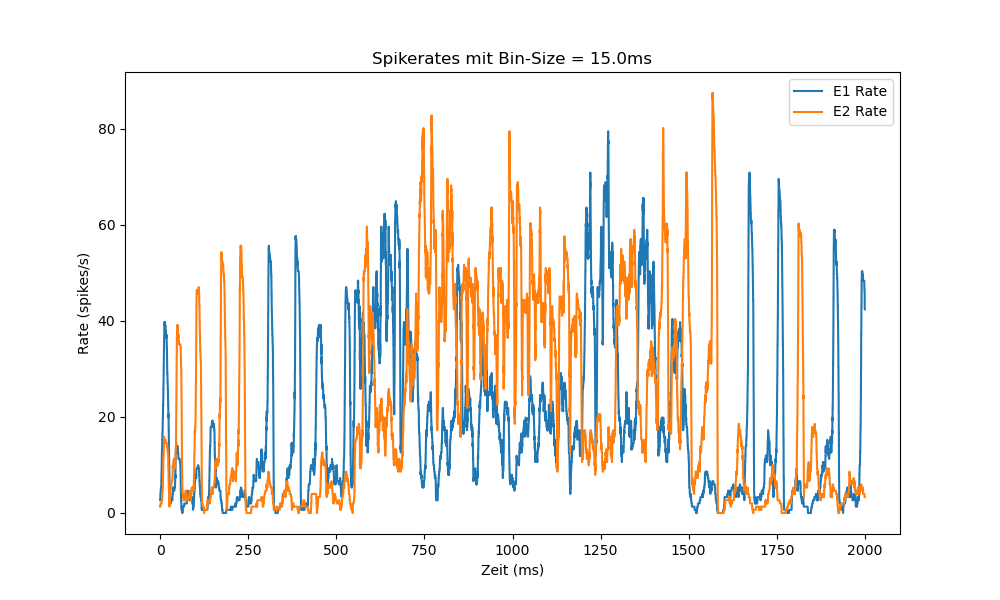 Spikerates mit Bin-Size = 15.0ms
E1 Rate
E2 Rate
Rate (spikes/s)
80
60
40
20
0
0 250 500 750 1000 1250 1500 1750 2000
Zeit (ms)